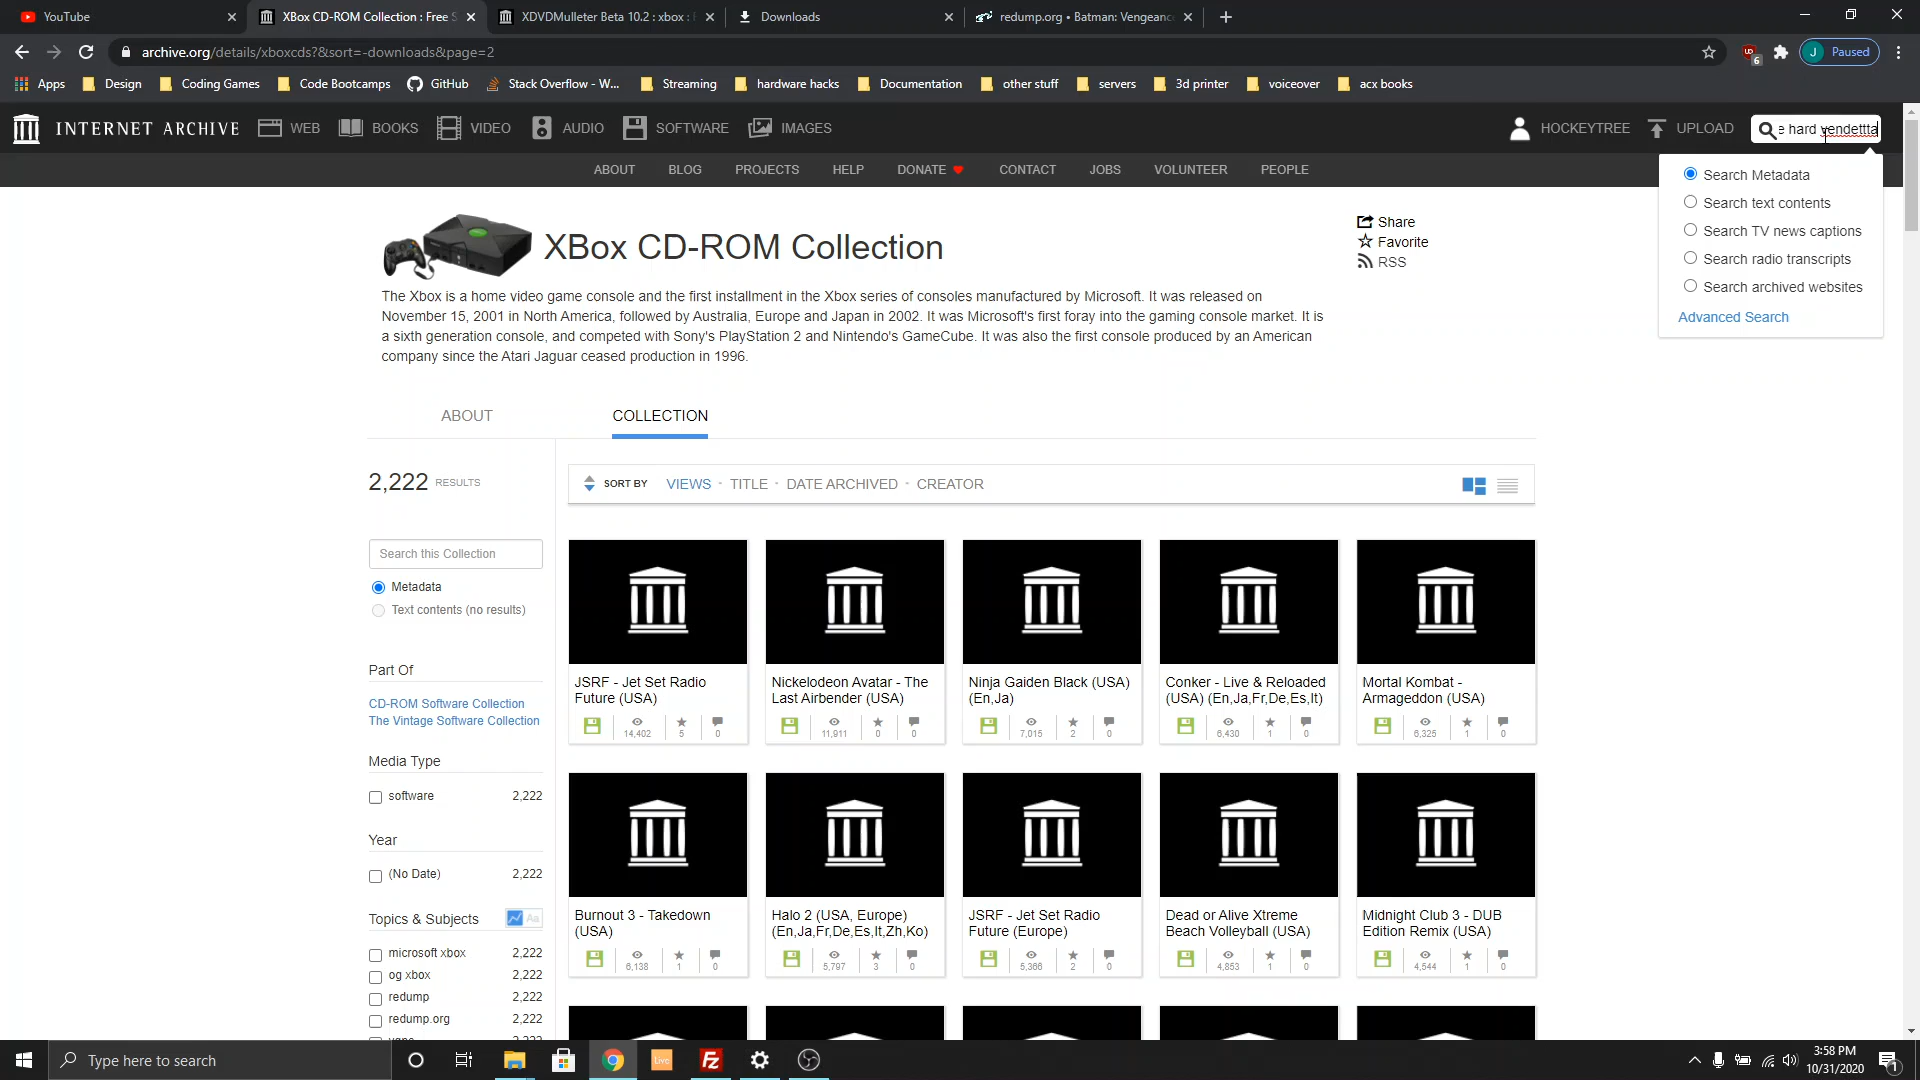 YouTube
XBox CD-ROM Collection : Free S
XDVDMulleter Beta 10.2 : xbox :
Downloads
redump.org • Batman: Vengeanc
archive.org/details/xboxcds?&sort=-downloads&page=2
6
J Paused
Apps Design Coding Games Code Bootcamps GitHub Stack Overflow - W... Streaming hardware hacks Documentation other stuff servers 3d printer voiceover acx books
INTERNET ARCHIVE WEB BOOKS VIDEO AUDIO SOFTWARE IMAGES HOCKEYTREE UPLOAD e hard vendettta
ABOUT BLOG PROJECTS HELP DONATE CONTACT JOBS VOLUNTEER PEOPLE
Search Metadata
Search text contents
Search TV news captions
Search radio transcripts
Search archived websites
Advanced Search
XBox CD-ROM Collection
Share
Favorite
RSS
The Xbox is a home video game console and the first installment in the Xbox series of consoles manufactured by Microsoft. It was released on
November 15, 2001 in North America, followed by Australia, Europe and Japan in 2002. It was Microsoft's first foray into the gaming console market. It is
a sixth generation console, and competed with Sony's PlayStation 2 and Nintendo's GameCube. It was also the first console produced by an American
company since the Atari Jaguar ceased production in 1996.
ABOUT COLLECTION
2,222 RESULTS
SORT BY VIEWS · TITLE · DATE ARCHIVED · CREATOR
Search this Collection
Metadata
Text contents (no results)
Part Of
CD-ROM Software Collection
The Vintage Software Collection
Media Type
software 2,222
Year
(No Date) 2,222
Topics & Subjects Aa
microsoft xbox 2,222
og xbox 2,222
redump 2,222
redump.org 2,222
JSRF - Jet Set Radio
Future (USA)
14,402 5 0
Nickelodeon Avatar - The
Last Airbender (USA)
11,911 0 0
Ninja Gaiden Black (USA)
(En,Ja)
7,015 2 0
Conker - Live & Reloaded
(USA) (En,Ja,Fr,De,Es,It)
6,430 1 0
Mortal Kombat -
Armageddon (USA)
6,325 1 0
Burnout 3 - Takedown
(USA)
6,138 1 0
Halo 2 (USA, Europe)
(En,Ja,Fr,De,Es,It,Zh,Ko)
5,797 3 0
JSRF - Jet Set Radio
Future (Europe)
5,366 2 0
Dead or Alive Xtreme
Beach Volleyball (USA)
4,853 1 0
Midnight Club 3 - DUB
Edition Remix (USA)
4,544 1 0
Type here to search
3:58 PM
10/31/2020
1